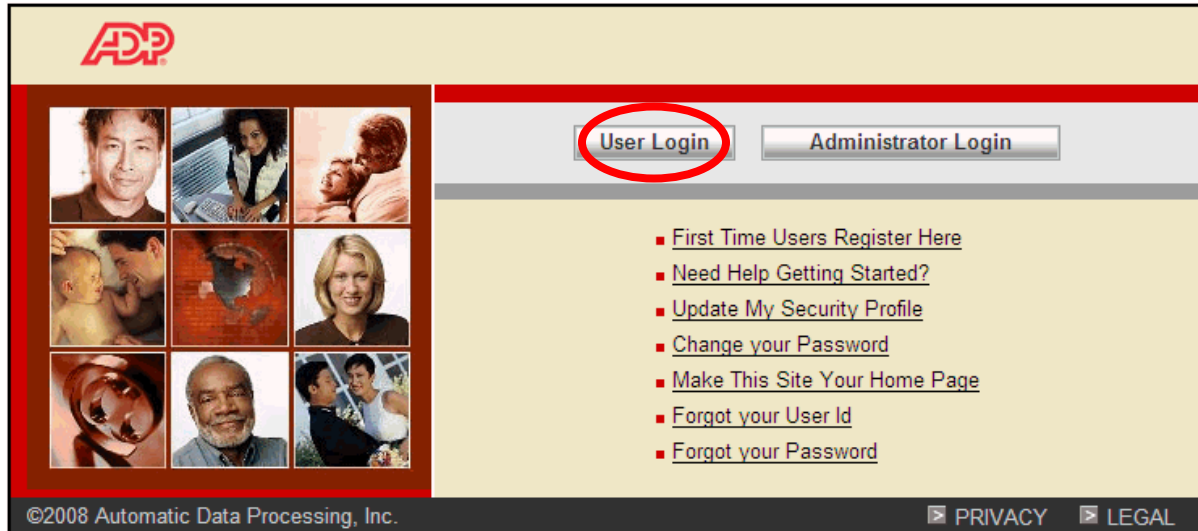 ADP
User Login
Administrator Login
First Time Users Register Here
Need Help Getting Started?
Update My Security Profile
Change your Password
Make This Site Your Home Page
Forgot your User Id
Forgot your Password
©2008 Automatic Data Processing, Inc.
PRIVACY
LEGAL